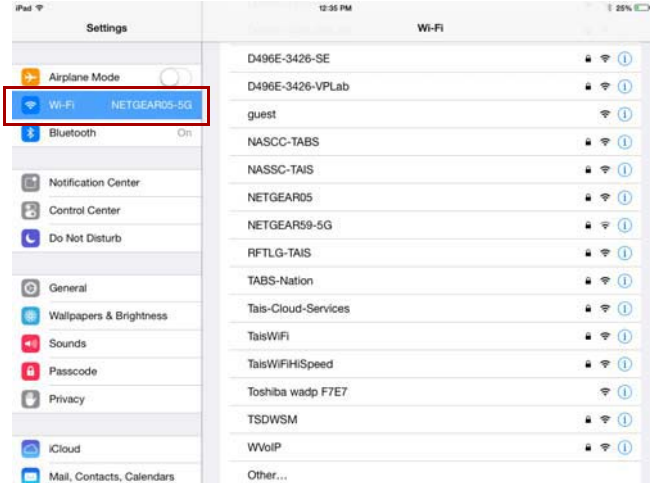 iPad 12:35 PM 25%
Settings
Wi-Fi
Airplane Mode
Wi-Fi NETGEAR05-5G
Bluetooth On
Notification Center
Control Center
Do Not Disturb
General
Wallpapers & Brightness
Sounds
Passcode
Privacy
iCloud
Mail, Contacts, Calendars
D496E-3426-SE
D496E-3426-VPLab
guest
NASCC-TABS
NASSC-TAIS
NETGEAR05
NETGEAR59-5G
RFTLG-TAIS
TABS-Nation
Tais-Cloud-Services
TaisWiFi
TaisWiFiHiSpeed
Toshiba wadp F7E7
TSDWSM
WVoIP
Other...